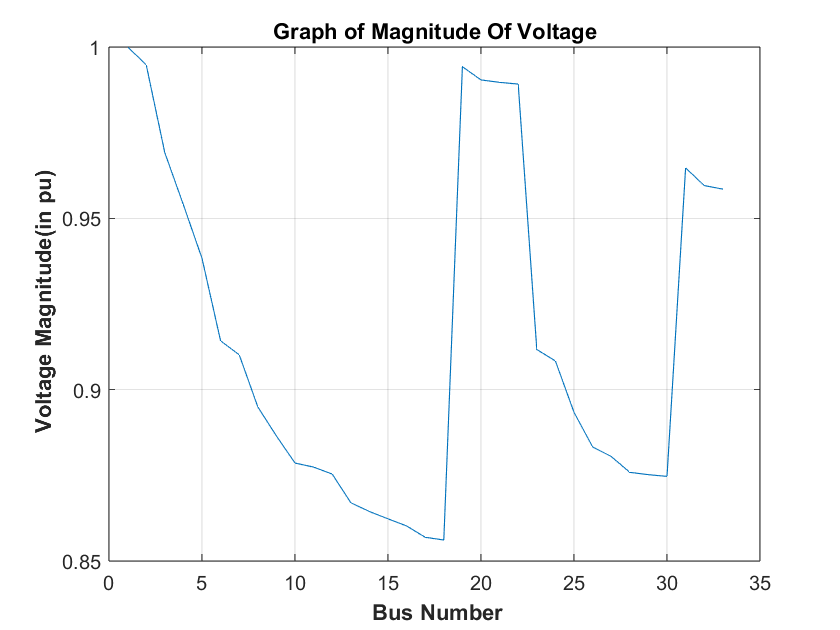 Graph of Magnitude Of Voltage
1
0.95
0.9
0.85
Voltage Magnitude(in pu)
0 5 10 15 20 25 30 35
Bus Number